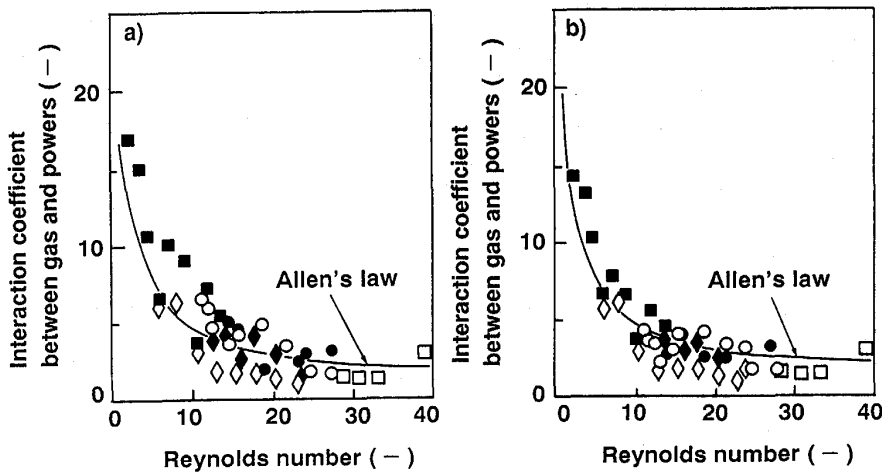 a)
Interaction coefficient
between gas and powers (−)
20
10
0
Allen's law
0
10
20
30
40
Reynolds number (−)
b)
Interaction coefficient
between gas and powers (−)
20
10
0
Allen's law
0
10
20
30
40
Reynolds number (−)